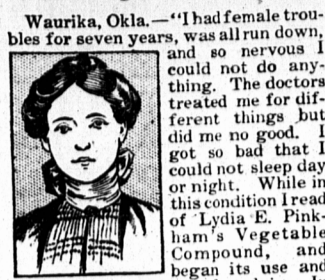 Waurika, Okla.—"I had female trou-
bles for seven years, was all run down,
and so nervous I
could not do any-
thing. The doctors
treated me for dif-
ferent things but
did me no good. I
got so bad that I
could not sleep day
or night. While in
this condition I read
of Lydia E. Pink-
ham's Vegetable
Compound, and
began its use and